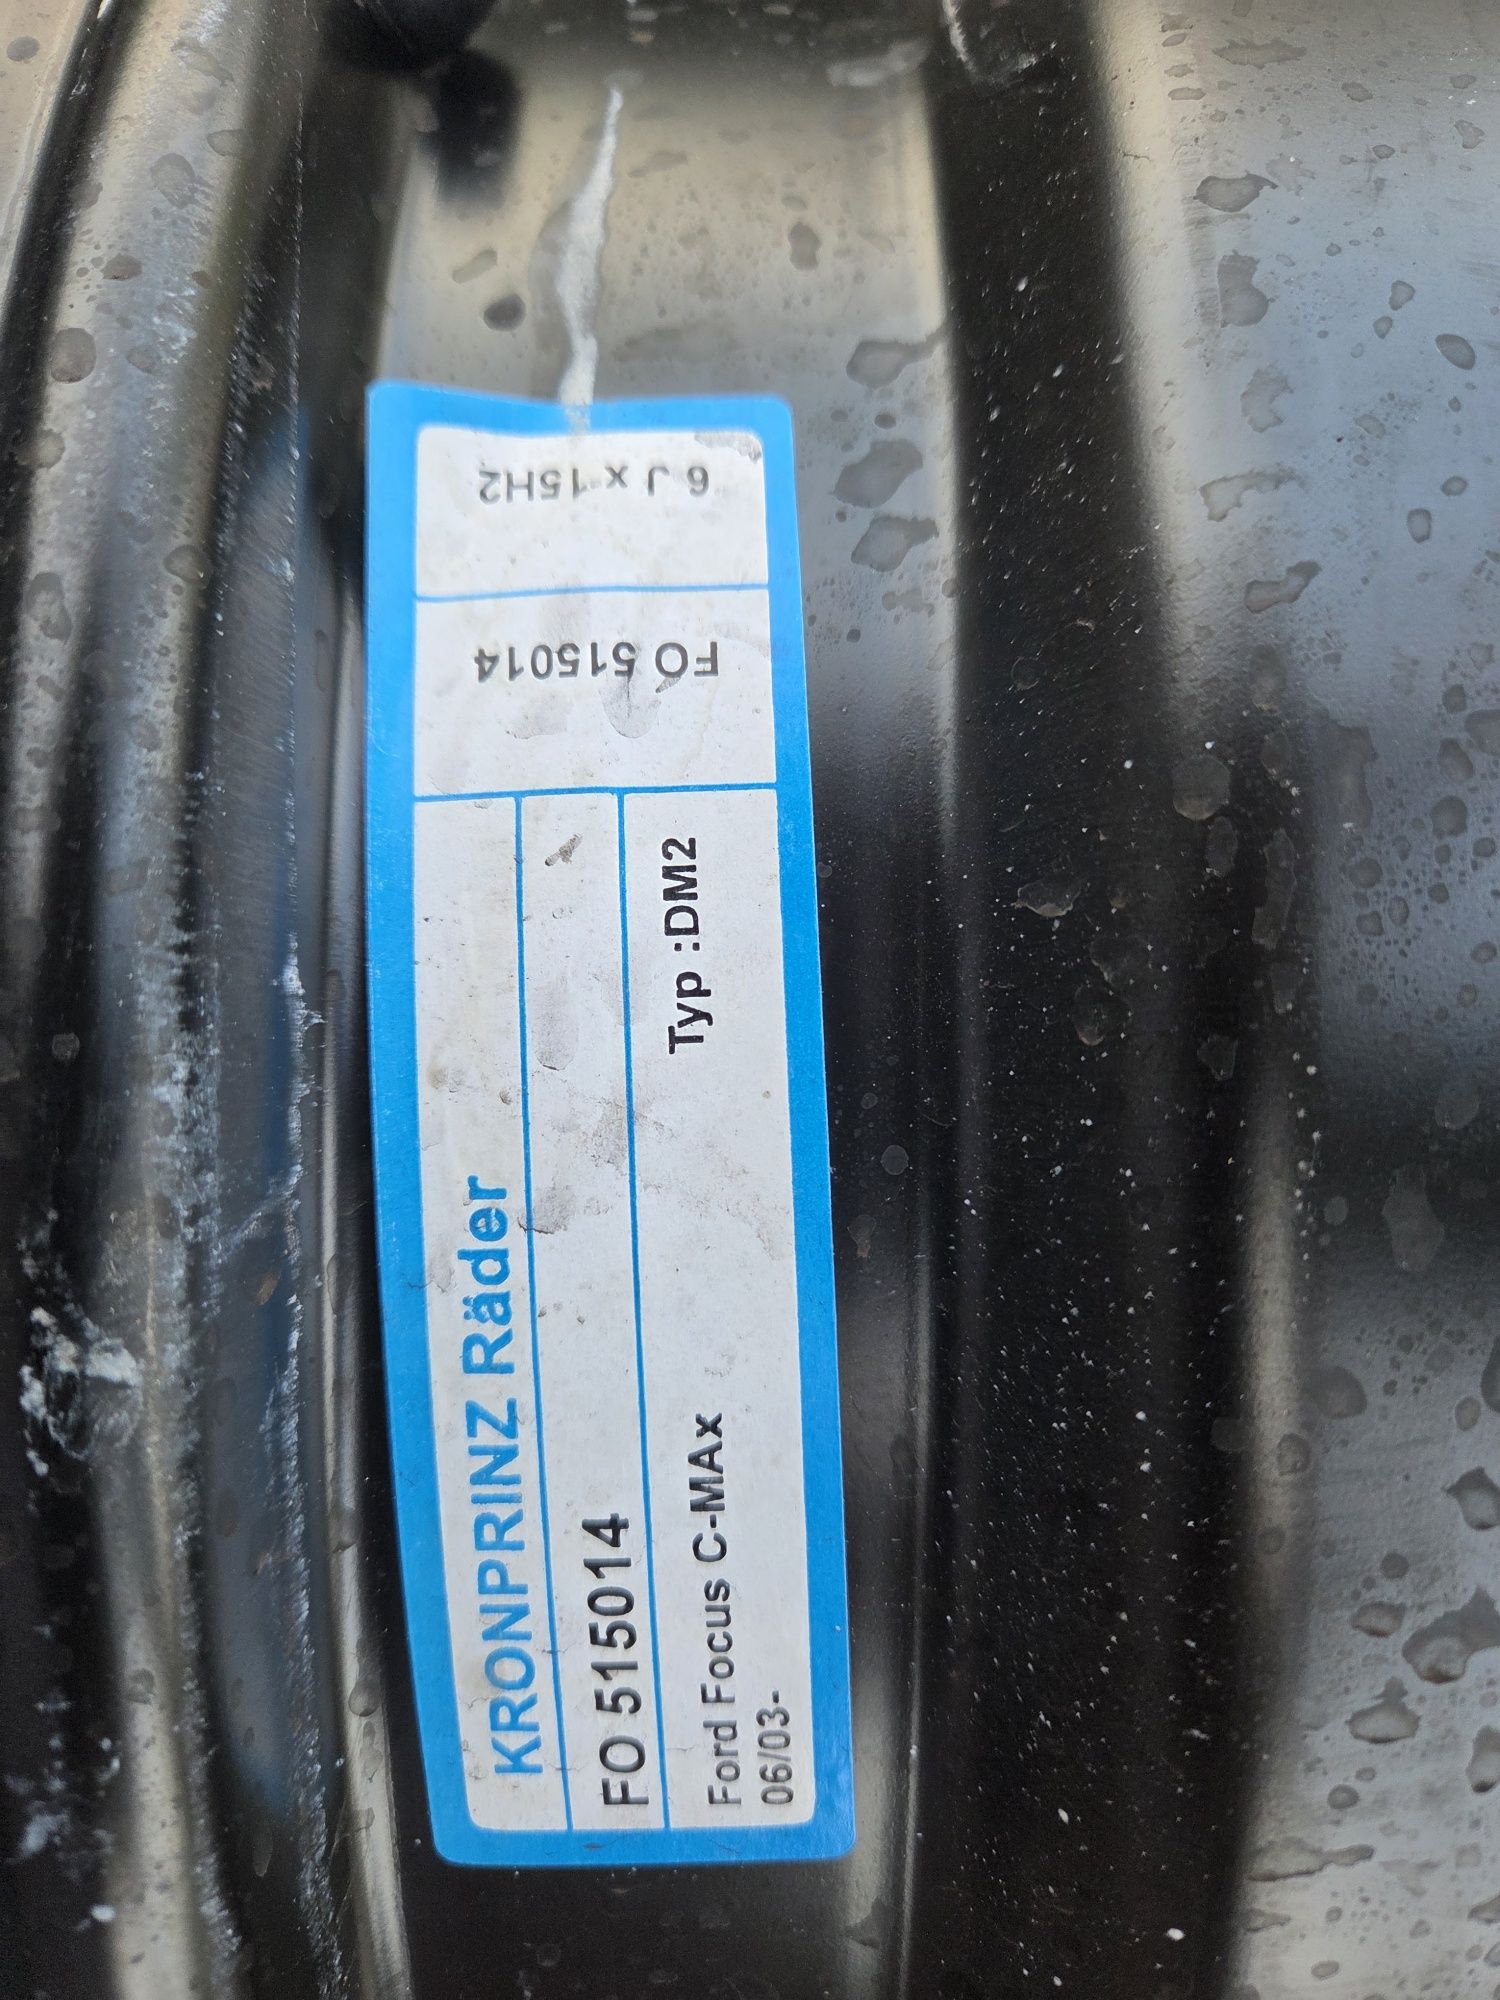 KRONPRINZ Räder
FO 515014
Ford Focus C-MAx
Typ :DM2
06/03-
FO 515014
6 J x 15H2